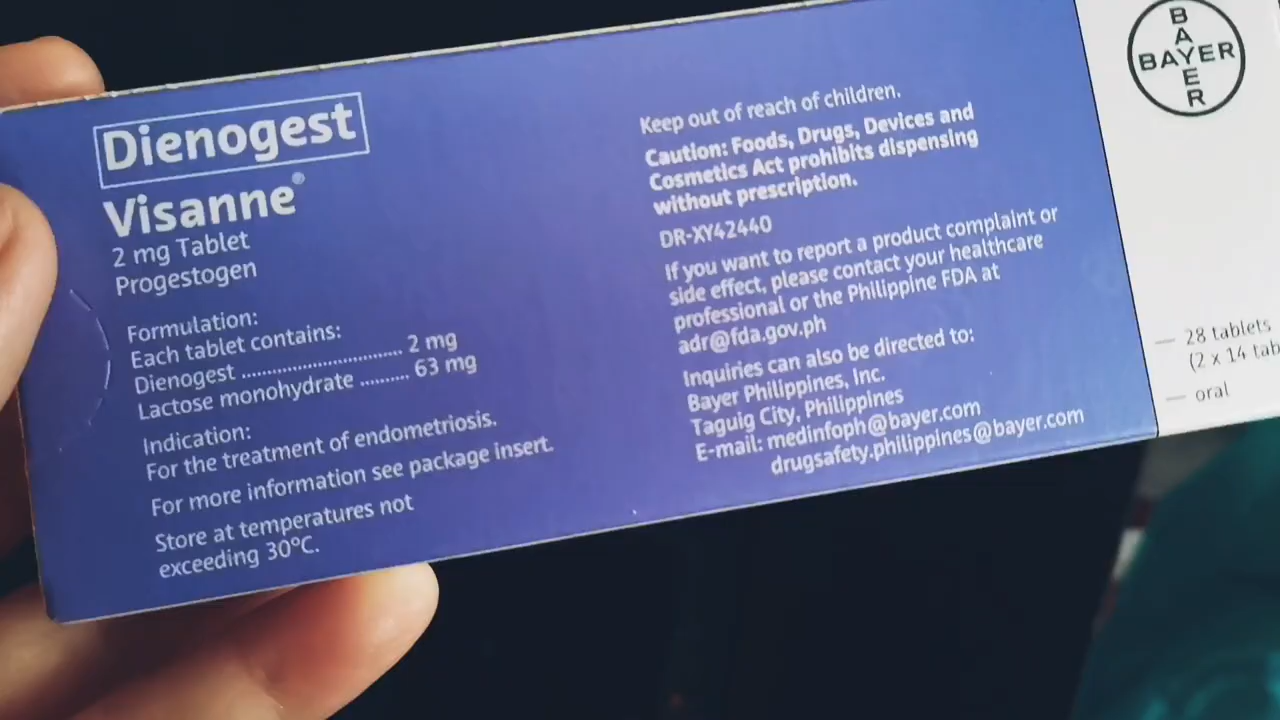 Dienogest
Visanne®
2 mg Tablet
Progestogen
Formulation:
Each tablet contains:
Dienogest ............................ 2 mg
Lactose monohydrate ......... 63 mg
Indication:
For the treatment of endometriosis.
For more information see package insert.
Store at temperatures not
exceeding 30°C.
Keep out of reach of children.
Caution: Foods, Drugs, Devices and
Cosmetics Act prohibits dispensing
without prescription.
DR-XY42440
If you want to report a product complaint or
side effect, please contact your healthcare
professional or the Philippine FDA at
adr@fda.gov.ph
Inquiries can also be directed to:
Bayer Philippines, Inc.
Taguig City, Philippines
E-mail: medinfoph@bayer.com
drugsafety.philippines@bayer.com
BAYER
BAYER
— 28 tablets
(2 x 14 tab
— oral